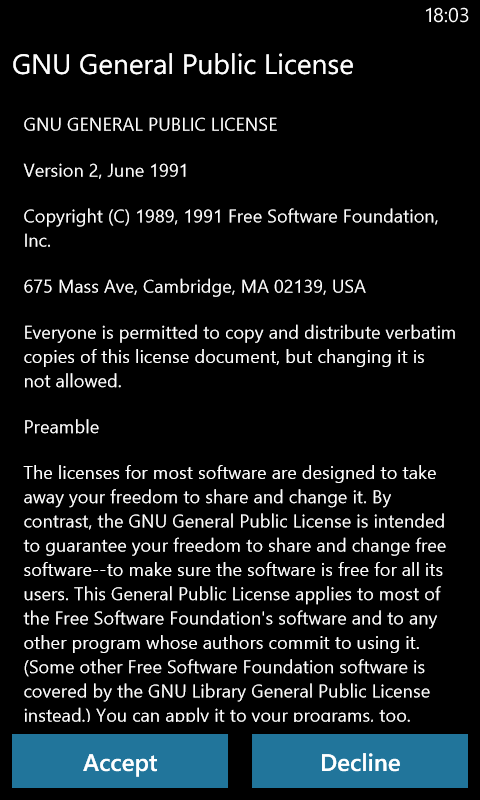 18:03
GNU General Public License
GNU GENERAL PUBLIC LICENSE
Version 2, June 1991
Copyright (C) 1989, 1991 Free Software Foundation,
Inc.
675 Mass Ave, Cambridge, MA 02139, USA
Everyone is permitted to copy and distribute verbatim
copies of this license document, but changing it is
not allowed.
Preamble
The licenses for most software are designed to take
away your freedom to share and change it. By
contrast, the GNU General Public License is intended
to guarantee your freedom to share and change free
software--to make sure the software is free for all its
users. This General Public License applies to most of
the Free Software Foundation's software and to any
other program whose authors commit to using it.
(Some other Free Software Foundation software is
covered by the GNU Library General Public License
instead.) You can apply it to your programs, too.
Accept
Decline